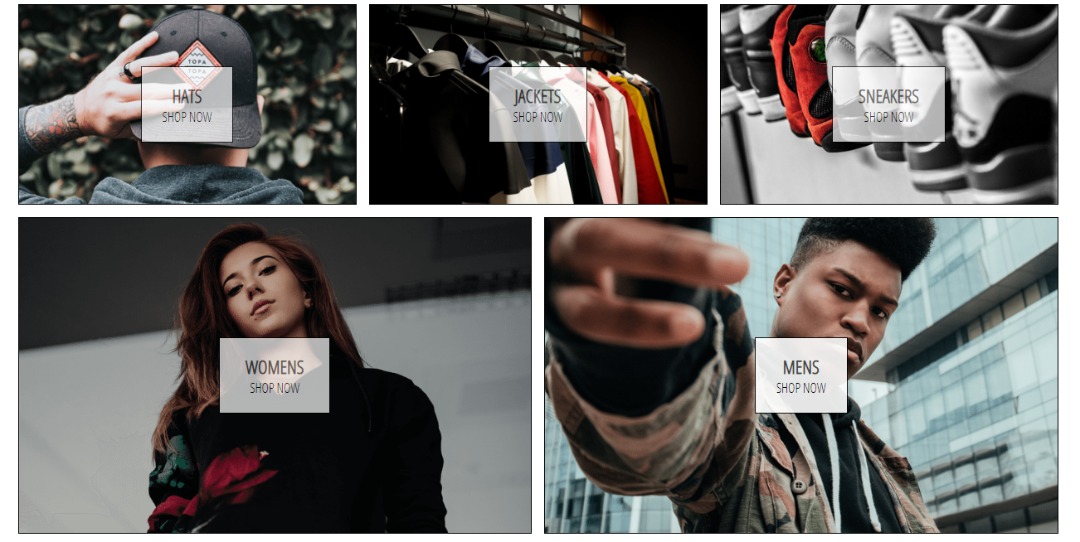 TOPA
TOPA
HATS
SHOP NOW
JACKETS
SHOP NOW
SNEAKERS
SHOP NOW
WOMENS
SHOP NOW
MENS
SHOP NOW